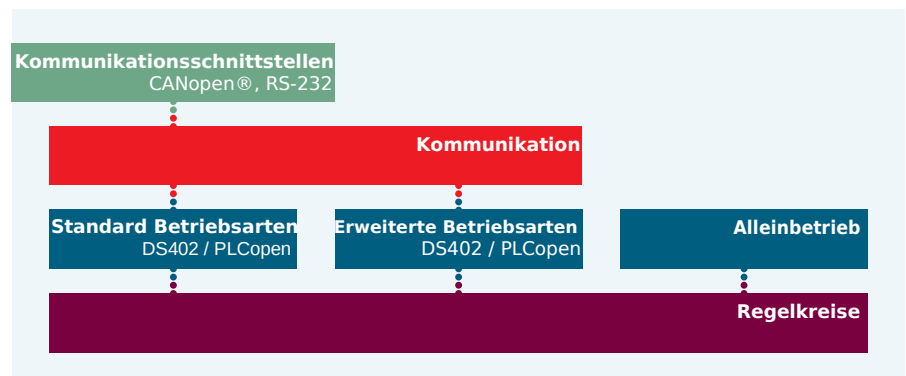 Kommunikationsschnittstellen
CANopen®, RS-232
Kommunikation
Standard Betriebsarten
DS402 / PLCopen
Erweiterte Betriebsarten
DS402 / PLCopen
Alleinbetrieb
Regelkreise